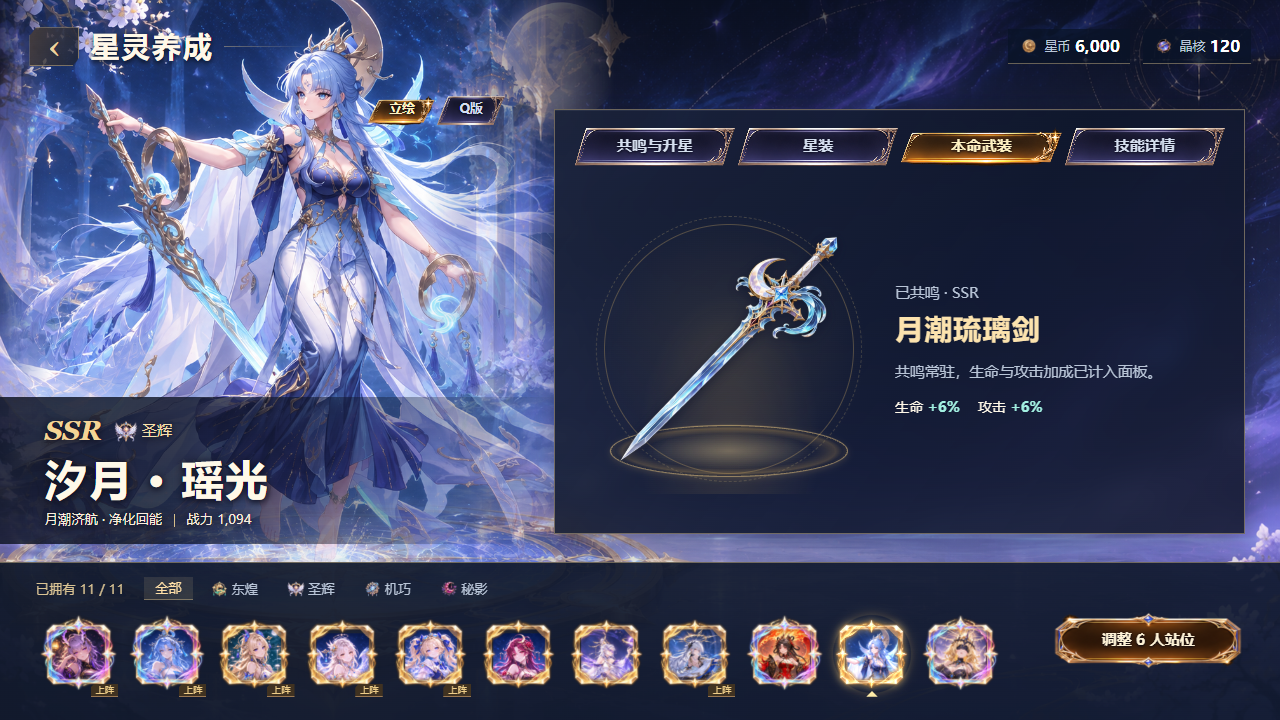 星灵养成
星币 6,000
晶核 120
立绘
Q版
共鸣与升星
星装
本命武装
技能详情
已共鸣 · SSR
月潮琉璃剑
共鸣常驻，生命与攻击加成已计入面板。
生命 +6% 攻击 +6%
SSR 圣辉
汐月・瑶光
月潮济航 · 净化回能 | 战力 1,094
已拥有 11 / 11
全部
东煌
圣辉
机巧
秘影
上阵
上阵
上阵
上阵
上阵
上阵
调整 6 人站位